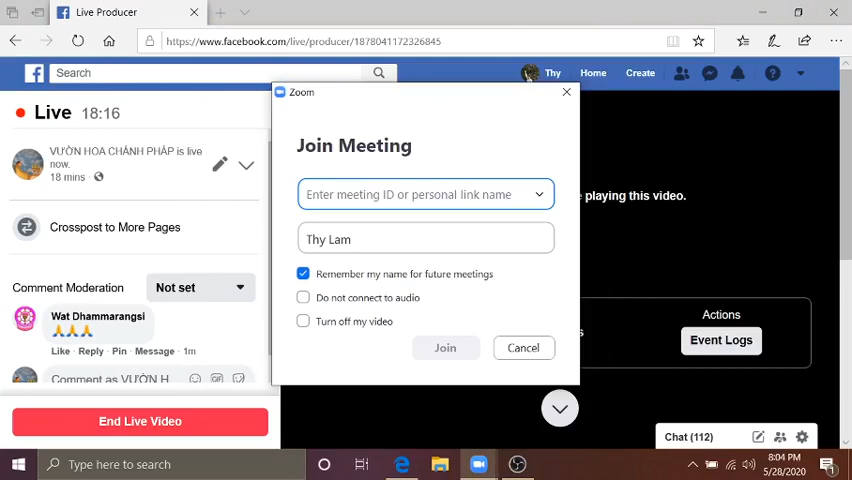 Live Producer
https://www.facebook.com/live/producer/1878041172326845
Search
Thy
Home
Create
Live 18:16
VƯỜN HOA CHÁNH PHÁP is live
now.
18 mins
Crosspost to More Pages
Comment Moderation
Not set
Wat Dhammarangsi
Like · Reply · Pin · Message · 1m
Comment as VƯỜN H
GIF
End Live Video
Zoom
Join Meeting
Enter meeting ID or personal link name
Thy Lam
Remember my name for future meetings
Do not connect to audio
Turn off my video
Join
Cancel
playing this video.
Actions
Event Logs
Chat (112)
Type here to search
8:04 PM
5/28/2020
1